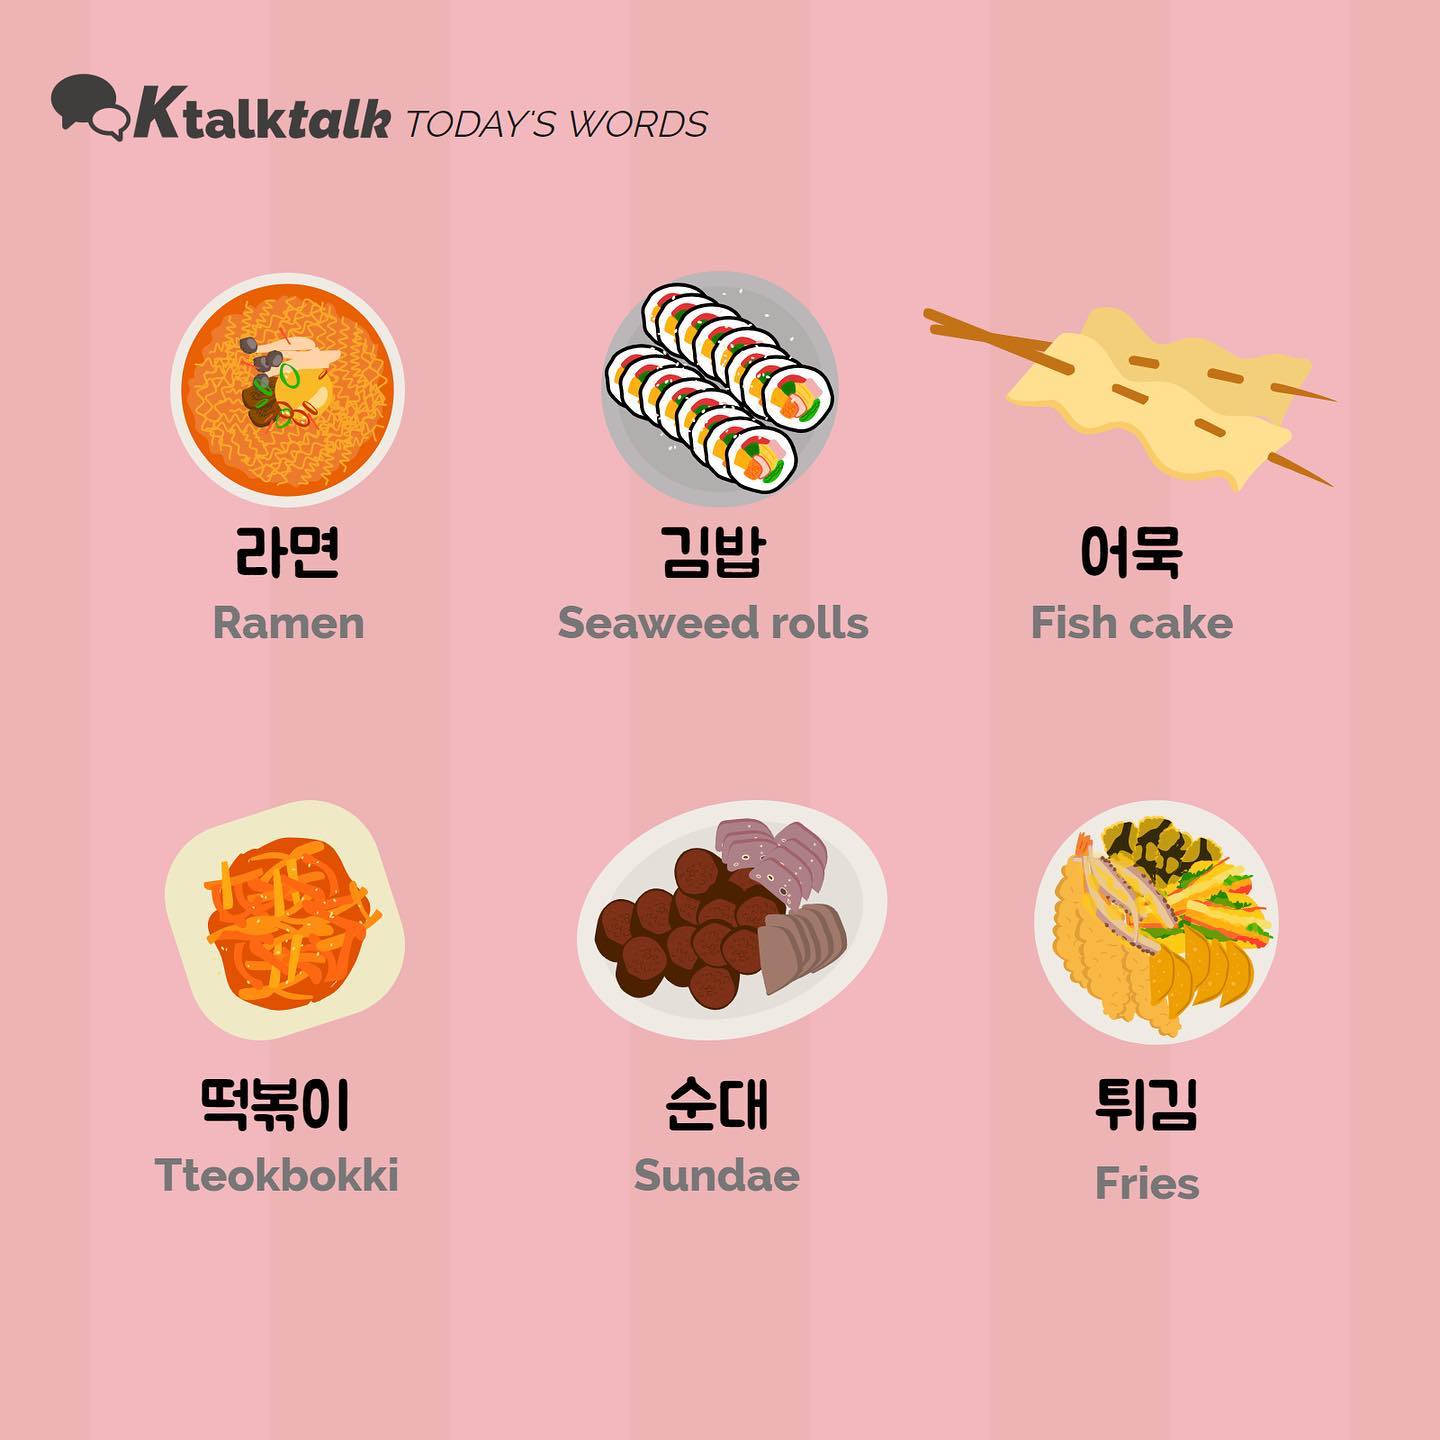 Ktalktalk TODAY'S WORDS
라면 김밥 어묵
Ramen Seaweed rolls Fish cake
떡볶이 순대 튀김
Tteokbokki Sundae Fries